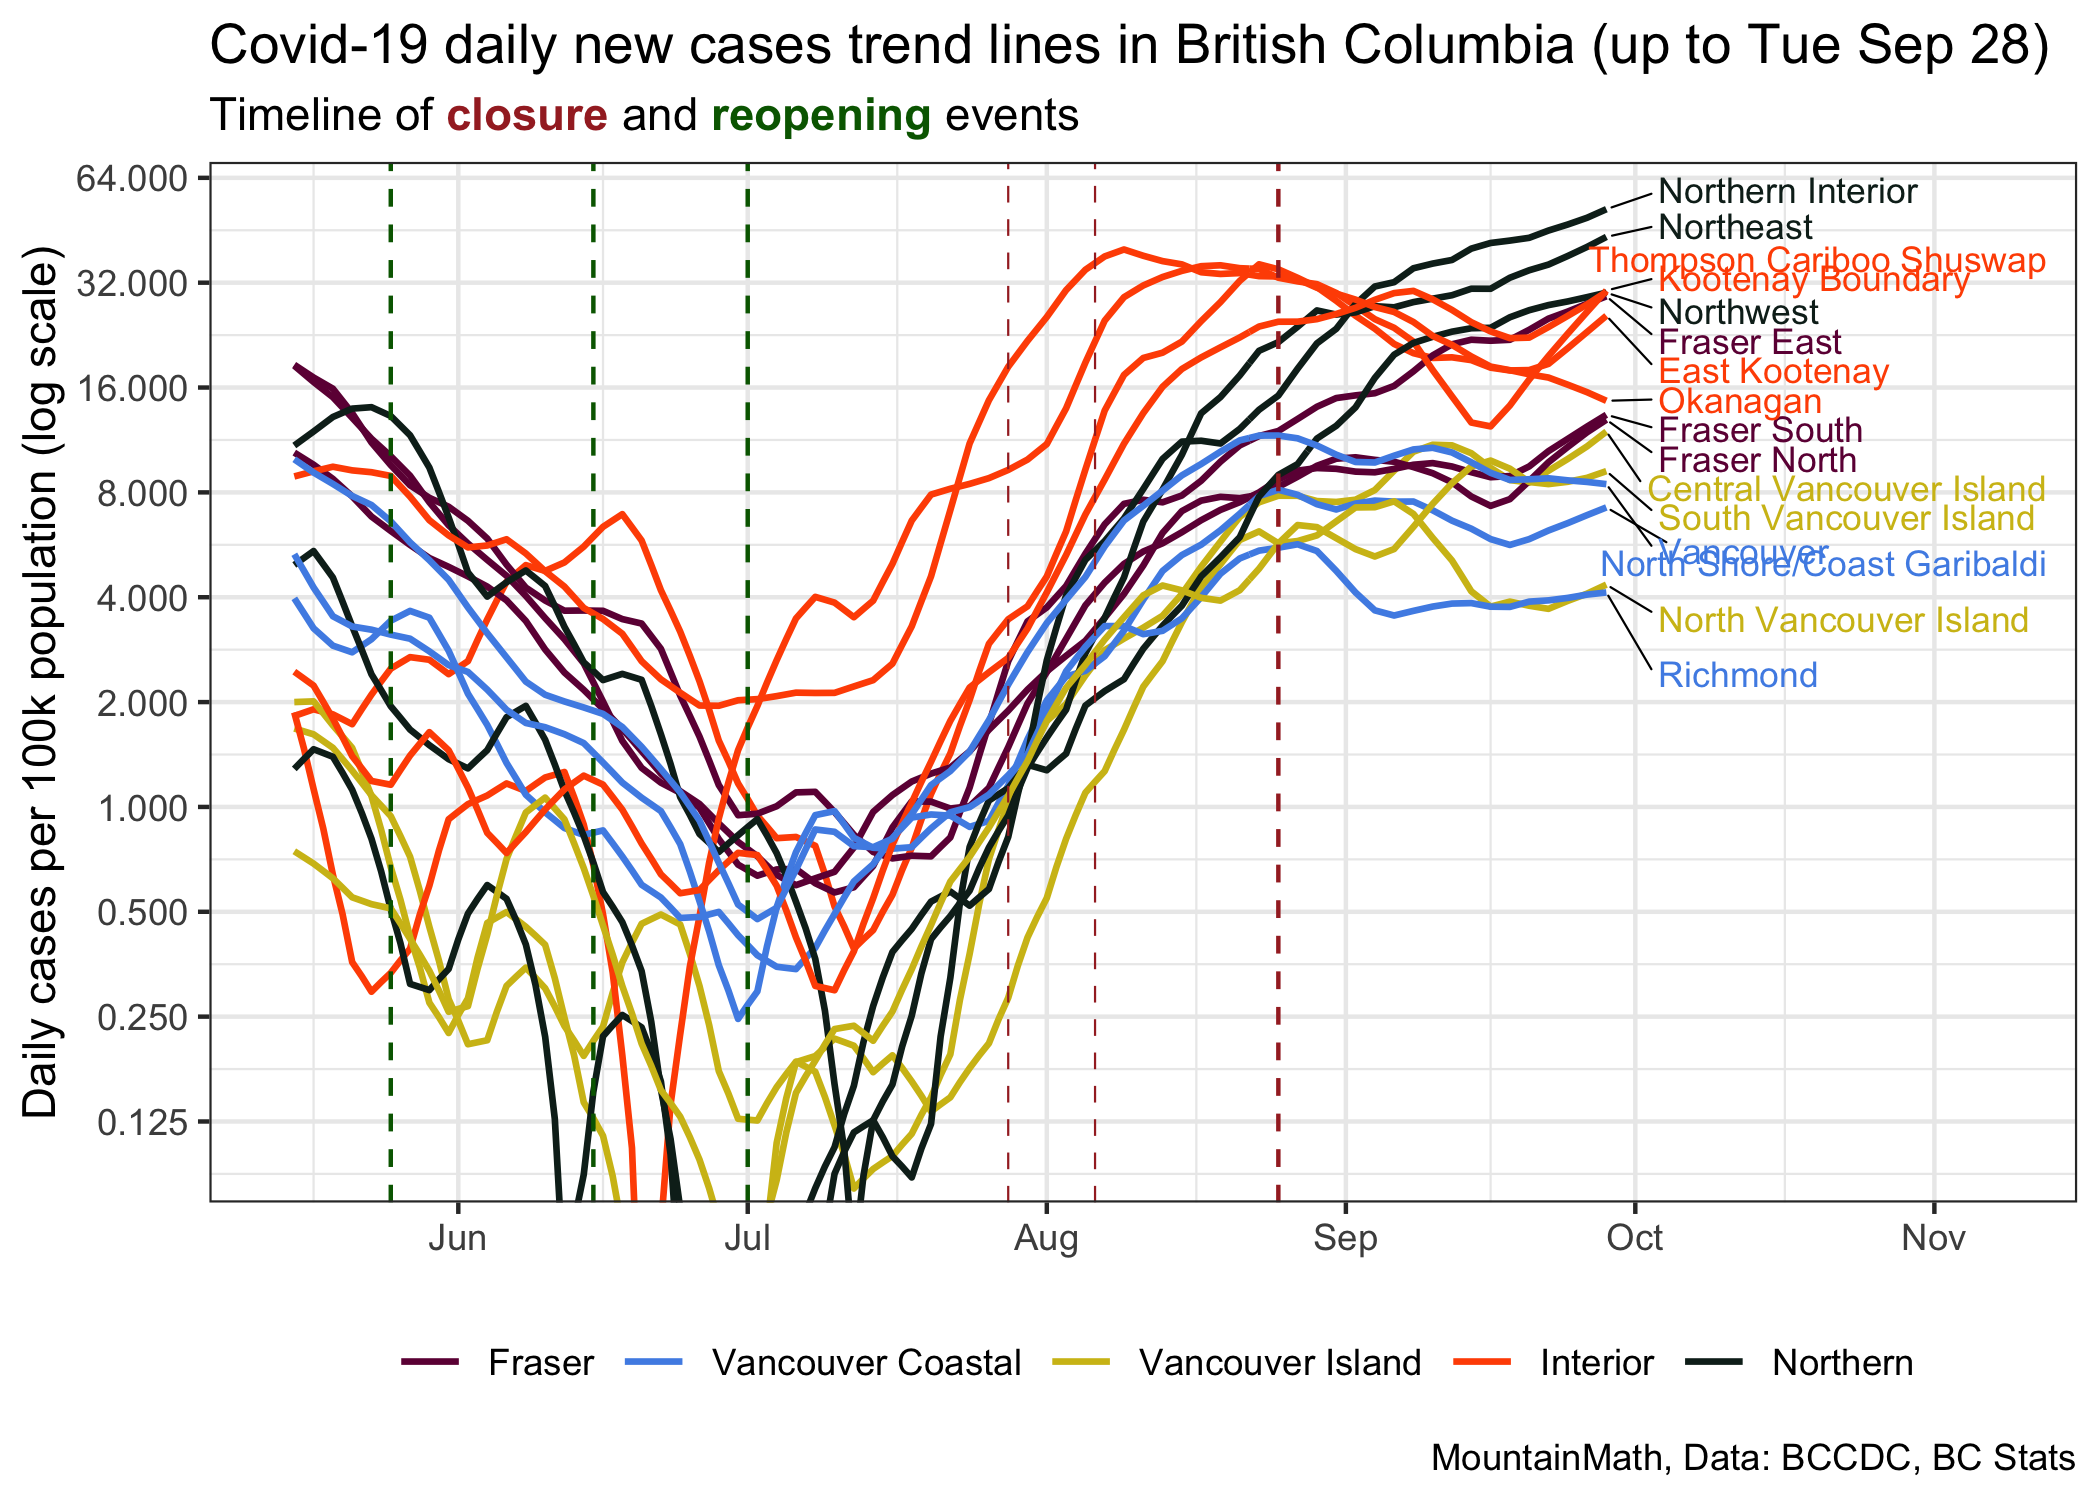 Covid-19 daily new cases trend lines in British Columbia (up to Tue Sep 28)
Timeline of closure and reopening events
Daily cases per 100k population (log scale)
64.000
32.000
16.000
8.000
4.000
2.000
1.000
0.500
0.250
0.125
Northern Interior
Northeast
Thompson Cariboo Shuswap
Kootenay Boundary
Northwest
Fraser East
East Kootenay
Okanagan
Fraser South
Fraser North
Central Vancouver Island
South Vancouver Island
Vancouver
North Shore/Coast Garibaldi
North Vancouver Island
Richmond
Jun Jul Aug Sep Oct Nov
Fraser Vancouver Coastal Vancouver Island Interior Northern
MountainMath, Data: BCCDC, BC Stats